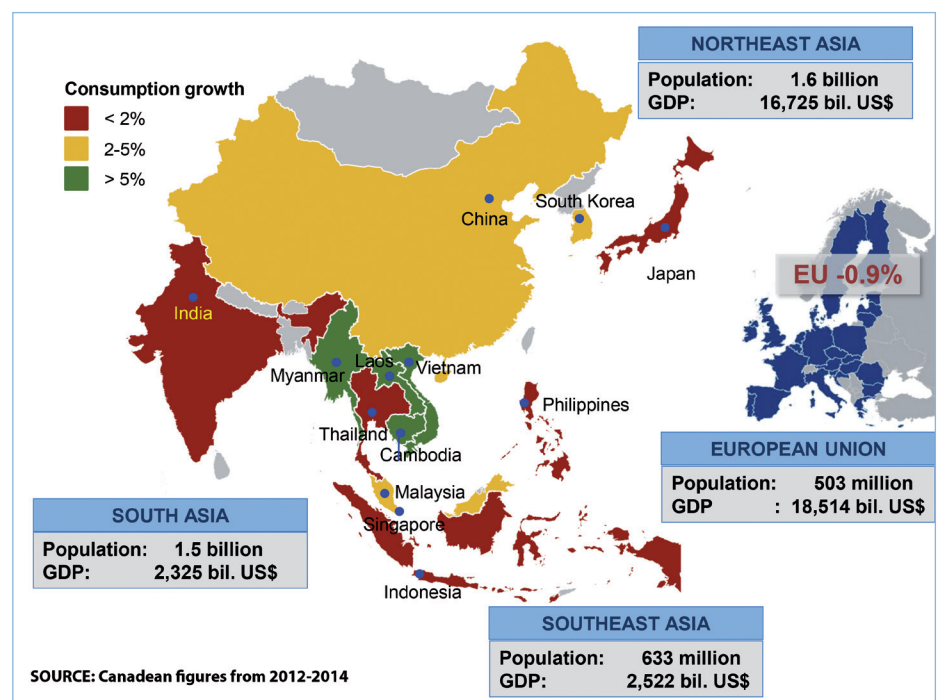 NORTHEAST ASIA
Population: 1.6 billion
GDP: 16,725 bil. US$
Consumption growth
< 2%
2-5%
> 5%
China
South Korea
Japan
EU -0.9%
India
Myanmar
Laos
Vietnam
Thailand
Cambodia
Philippines
Malaysia
Singapore
Indonesia
EUROPEAN UNION
Population: 503 million
GDP : 18,514 bil. US$
SOUTH ASIA
Population: 1.5 billion
GDP: 2,325 bil. US$
SOUTHEAST ASIA
Population: 633 million
GDP: 2,522 bil. US$
SOURCE: Canadean figures from 2012-2014